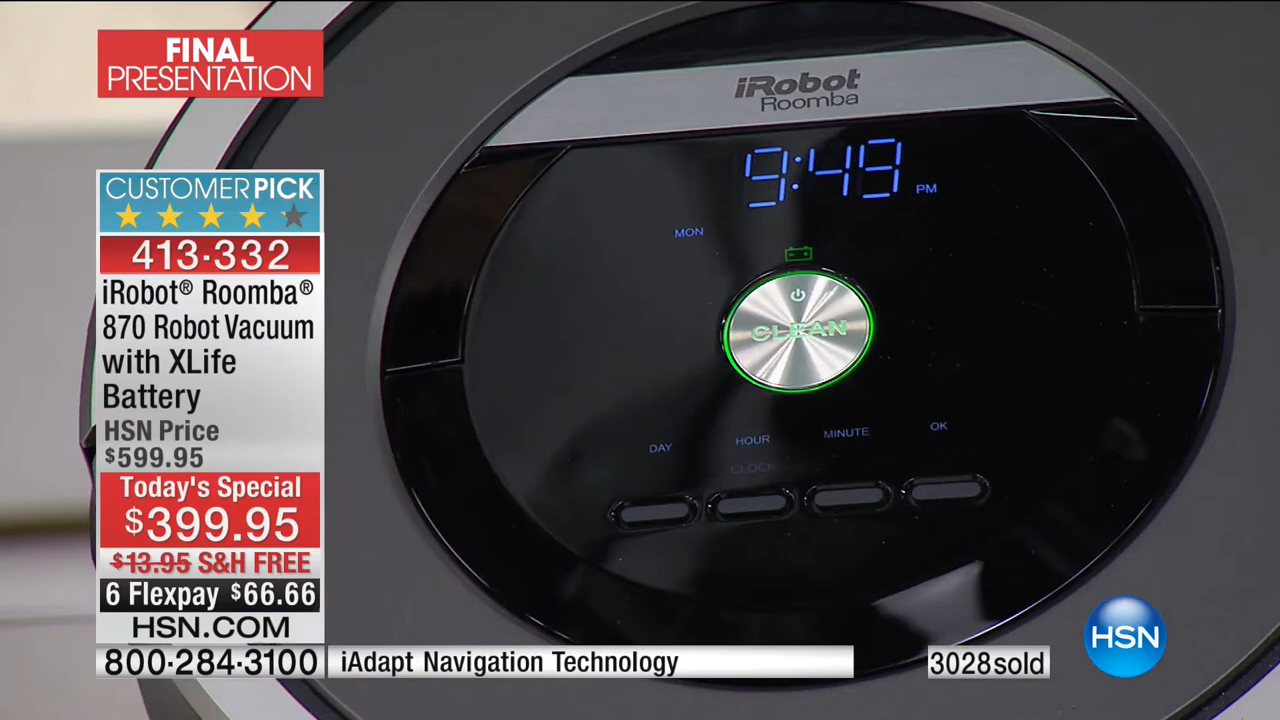 FINAL
PRESENTATION
CUSTOMER PICK
413·332
iRobot® Roomba®
870 Robot Vacuum
with XLife
Battery
HSN Price
$599.95
Today's Special
$399.95
$13.95 S&H FREE
6 Flexpay $66.66
HSN.COM
800·284·3100
iAdapt Navigation Technology
3028sold
HSN
iRobot
Roomba
9:49 PM
MON
CLEAN
DAY HOUR MINUTE OK
CLOCK